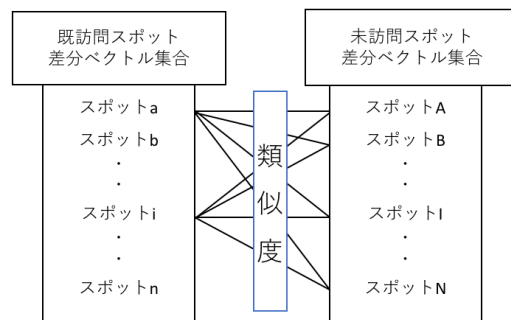 既訪問スポット
差分ベクトル集合
スポットa
スポットb
・
・
スポットi
・
・
スポットn
類
似
度
未訪問スポット
差分ベクトル集合
スポットA
スポットB
・
・
スポットI
・
・
スポットN